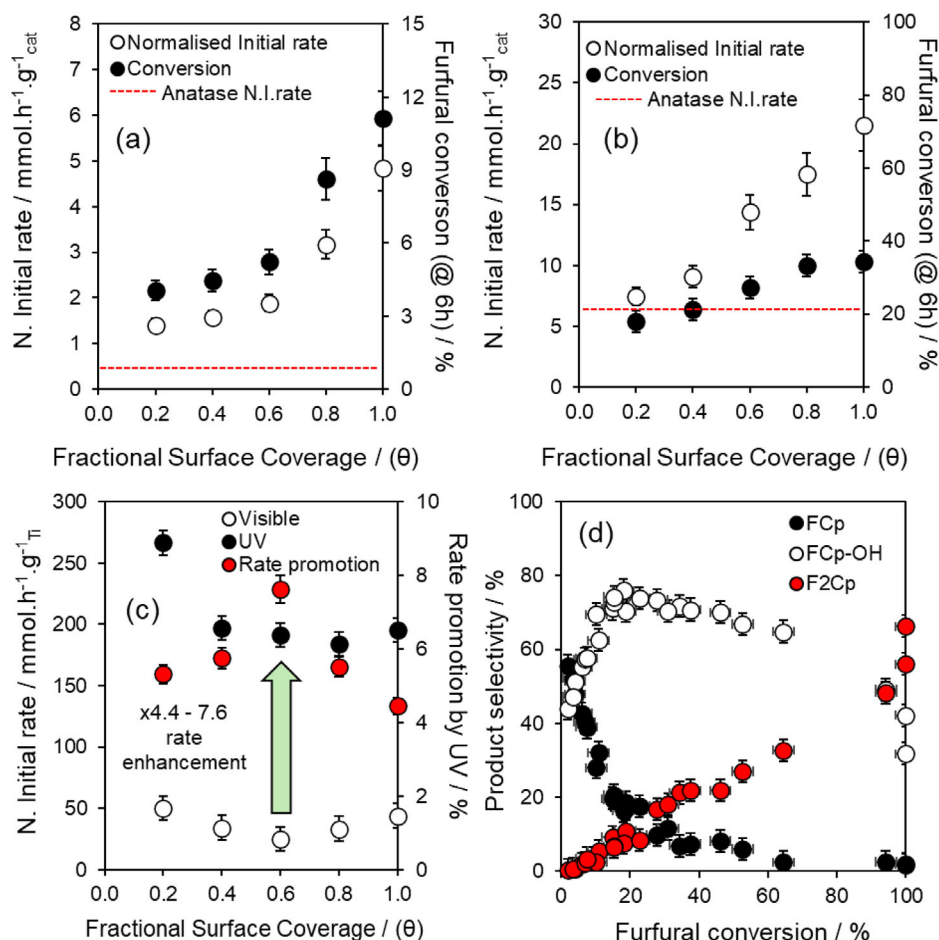 8
7
6
5
4
3
2
1
0
15
12
9
6
3
0
N. Initial rate / mmol.h⁻¹.g⁻¹cat
Normalised Initial rate
Conversion
Anatase N.I.rate
(a)
Furfural converson (@ 6h) / %
0.0 0.2 0.4 0.6 0.8 1.0
Fractional Surface Coverage / (θ)
30
25
20
15
10
5
0
100
80
60
40
20
0
N. Initial rate / mmol.h⁻¹.g⁻¹cat
Normalised Initial rate
Conversion
Anatase N.I.rate
(b)
Furfural converson (@ 6h) / %
0.0 0.2 0.4 0.6 0.8 1.0
Fractional Surface Coverage / (θ)
300
250
200
150
100
50
0
10
8
6
4
2
0
N. Initial rate / mmol.h⁻¹.g⁻¹Ti
Visible
UV
Rate promotion
(c)
x4.4 - 7.6
rate
enhancement
Rate promotion by UV / %
0.0 0.2 0.4 0.6 0.8 1.0
Fractional Surface Coverage / (θ)
100
80
60
40
20
0
Product selectivity / %
(d)
FCp
FCp-OH
F2Cp
0 20 40 60 80 100
Furfural conversion / %